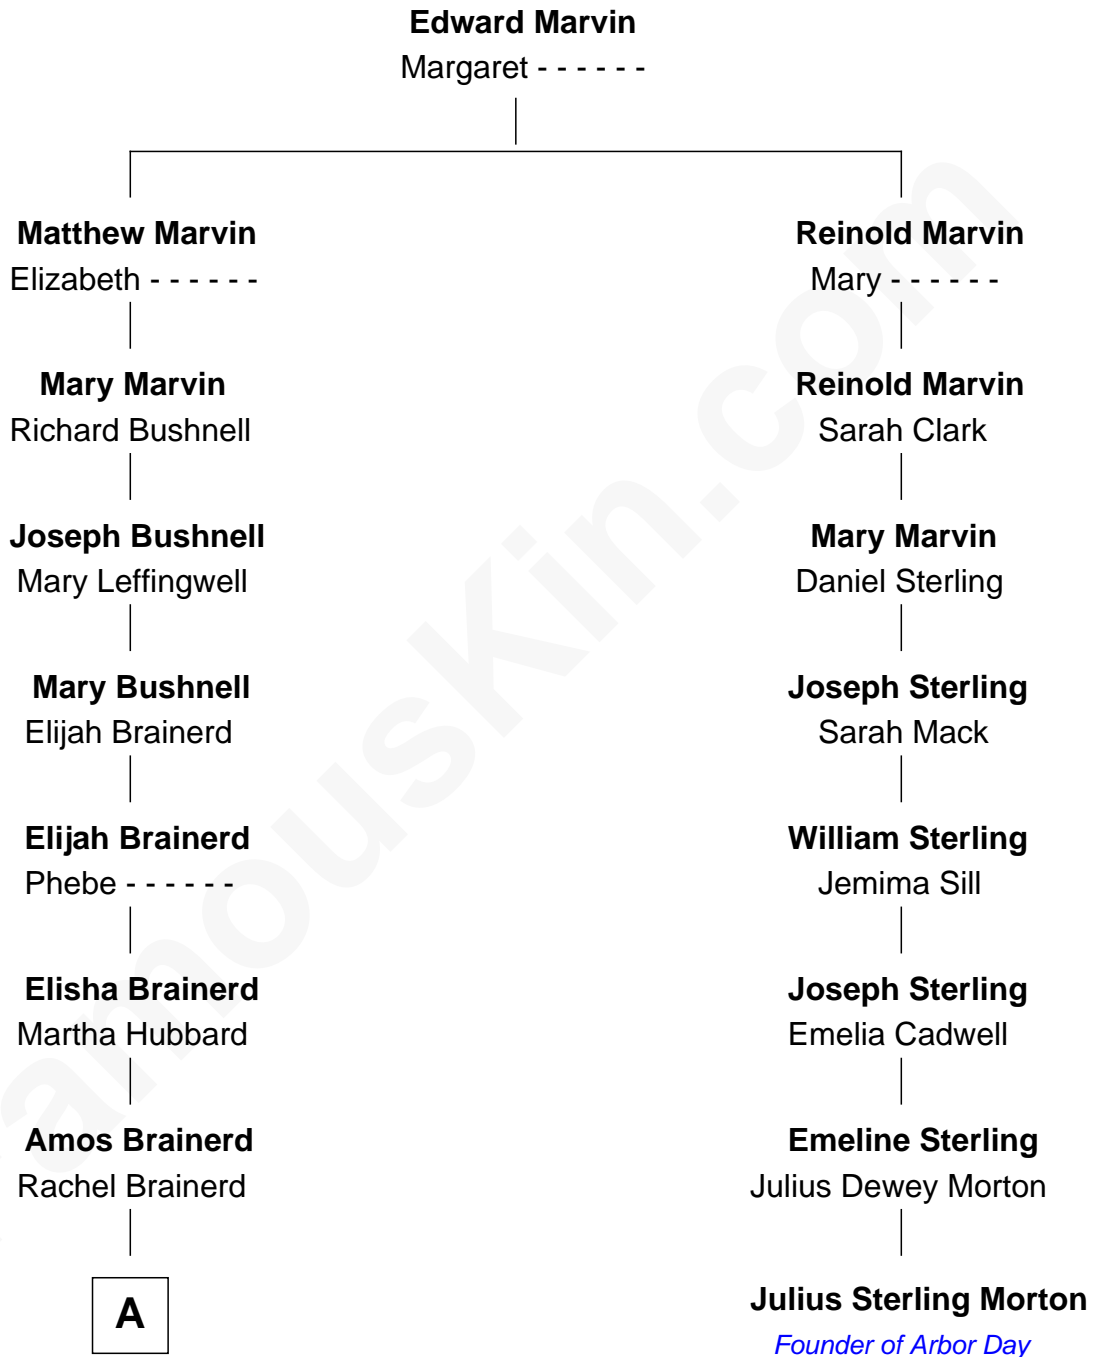 Edward Marvin
Margaret - - - - - -
Matthew Marvin
Elizabeth - - - - - -
Reinold Marvin
Mary - - - - - -
Mary Marvin
Richard Bushnell
Reinold Marvin
Sarah Clark
Joseph Bushnell
Mary Leffingwell
Mary Marvin
Daniel Sterling
Mary Bushnell
Elijah Brainerd
Joseph Sterling
Sarah Mack
Elijah Brainerd
Phebe - - - - - -
William Sterling
Jemima Sill
Elisha Brainerd
Martha Hubbard
Joseph Sterling
Emelia Cadwell
Amos Brainerd
Rachel Brainerd
Emeline Sterling
Julius Dewey Morton
A
Julius Sterling Morton
Founder of Arbor Day
amousKin.com